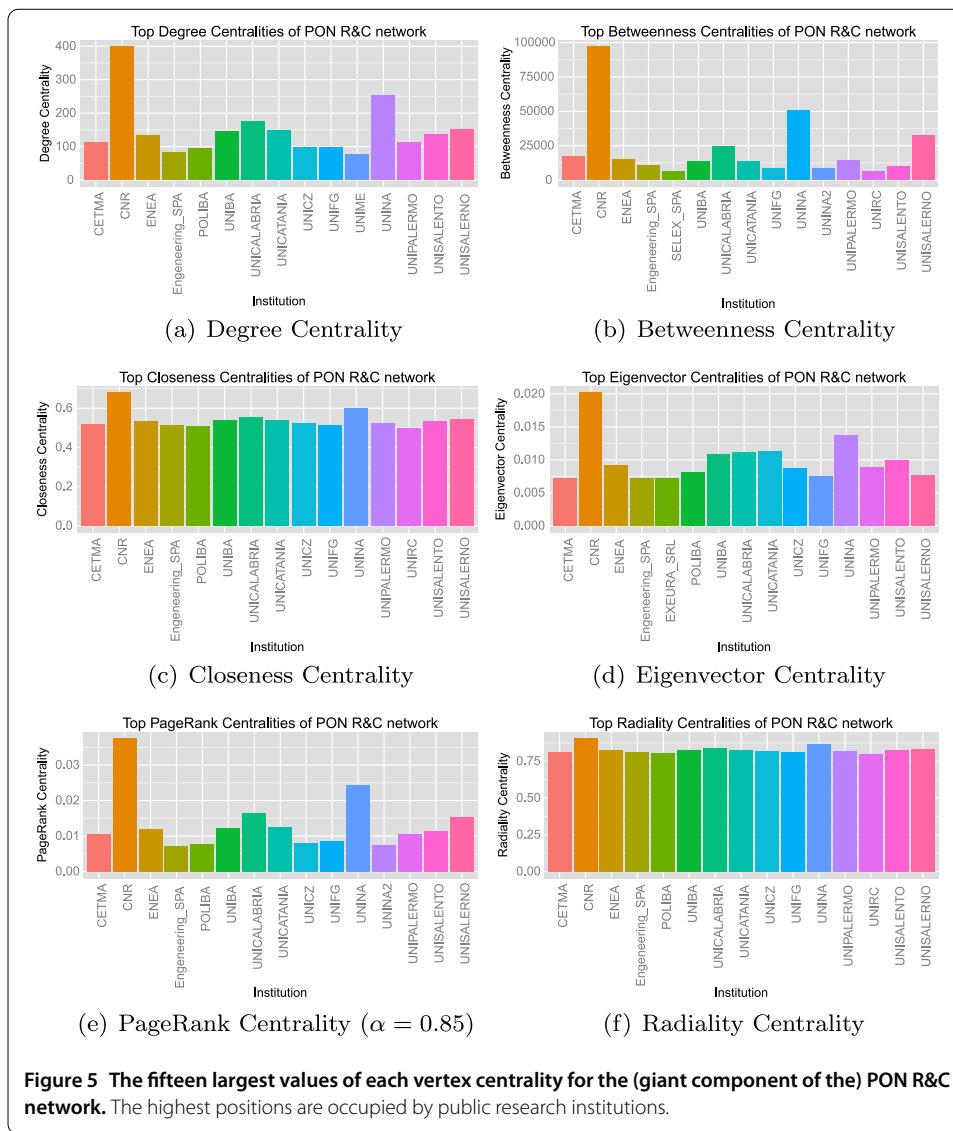 Top Degree Centralities of PON R&C network
Degree Centrality
400
300
200
100
0
CETMA
CNR
ENEA
Engeneering_SPA
POLIBA
UNIBA
UNICALABRIA
UNICATANIA
UNICZ
UNIFG
UNIME
UNINA
UNIPALERMO
UNISALENTO
UNISALERNO
Institution
(a) Degree Centrality
Top Betweenness Centralities of PON R&C network
Betweenness Centrality
100000
75000
50000
25000
0
CETMA
CNR
ENEA
Engeneering_SPA
SELEX_SPA
UNIBA
UNICALABRIA
UNICATANIA
UNIFG
UNINA
UNINA2
UNIPALERMO
UNIRC
UNISALENTO
UNISALERNO
Institution
(b) Betweenness Centrality
Top Closeness Centralities of PON R&C network
Closeness Centrality
0.6
0.4
0.2
0.0
CETMA
CNR
ENEA
Engeneering_SPA
POLIBA
UNIBA
UNICALABRIA
UNICATANIA
UNICZ
UNIFG
UNINA
UNIPALERMO
UNIRC
UNISALENTO
UNISALERNO
Institution
(c) Closeness Centrality
Top Eigenvector Centralities of PON R&C network
Eigenvector Centrality
0.020
0.015
0.010
0.005
0.000
CETMA
CNR
ENEA
Engeneering_SPA
EXEURA_SRL
POLIBA
UNIBA
UNICALABRIA
UNICATANIA
UNICZ
UNIFG
UNINA
UNIPALERMO
UNISALENTO
UNISALERNO
Institution
(d) Eigenvector Centrality
Top PageRank Centralities of PON R&C network
PageRank Centrality
0.03
0.02
0.01
0.00
CETMA
CNR
ENEA
Engeneering_SPA
POLIBA
UNIBA
UNICALABRIA
UNICATANIA
UNICZ
UNIFG
UNINA
UNINA2
UNIPALERMO
UNISALENTO
UNISALERNO
Institution
(e) PageRank Centrality (α = 0.85)
Top Radiality Centralities of PON R&C network
Radiality Centrality
0.75
0.50
0.25
0.00
CETMA
CNR
ENEA
Engeneering_SPA
POLIBA
UNIBA
UNICALABRIA
UNICATANIA
UNICZ
UNIFG
UNINA
UNIPALERMO
UNIRC
UNISALENTO
UNISALERNO
Institution
(f) Radiality Centrality
Figure 5 The fifteen largest values of each vertex centrality for the (giant component of the) PON R&C
network. The highest positions are occupied by public research institutions.